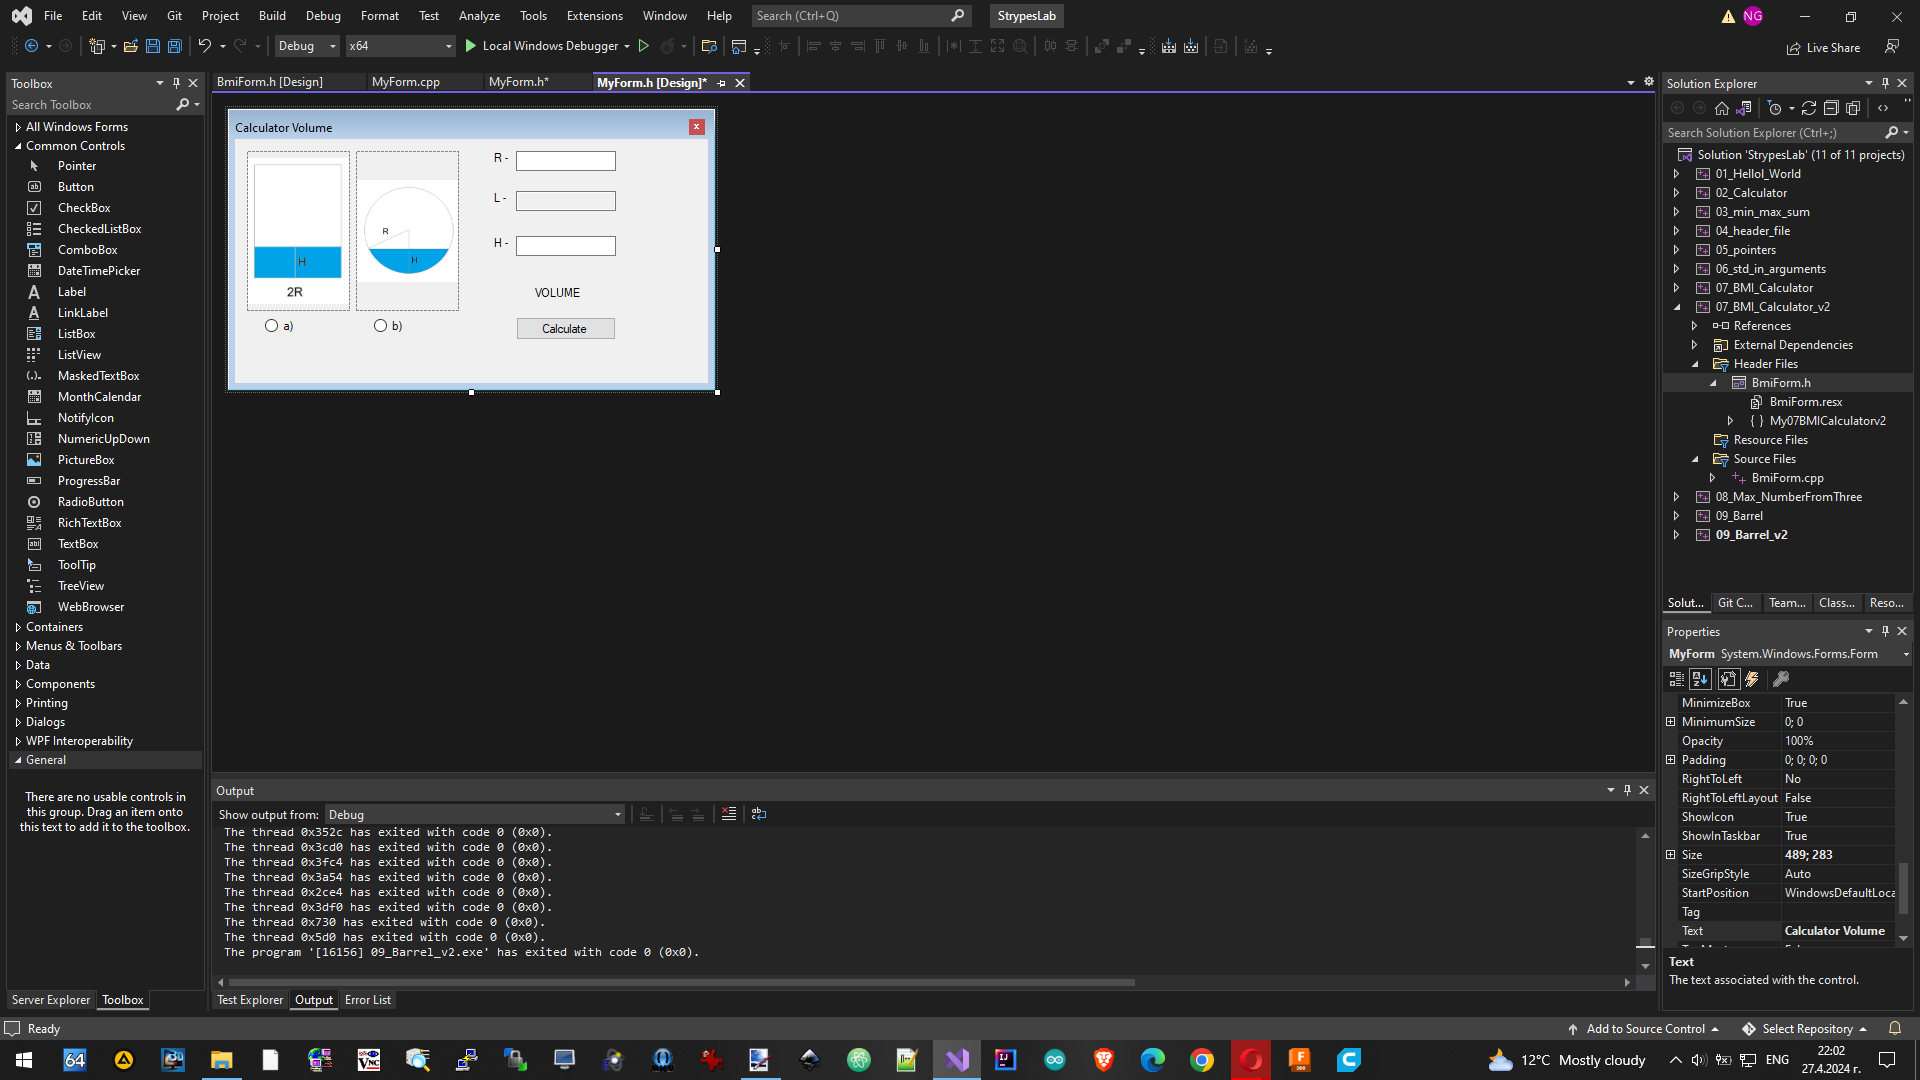 File Edit View Git Project Build Debug Format Test Analyze Tools Extensions Window Help Search (Ctrl+Q) StrypesLab NG
Debug x64 Local Windows Debugger Live Share
Toolbox
Search Toolbox
All Windows Forms
Common Controls
Pointer
Button
CheckBox
CheckedListBox
ComboBox
DateTimePicker
Label
LinkLabel
ListBox
ListView
MaskedTextBox
MonthCalendar
NotifyIcon
NumericUpDown
PictureBox
ProgressBar
RadioButton
RichTextBox
TextBox
ToolTip
TreeView
WebBrowser
Containers
Menus & Toolbars
Data
Components
Printing
Dialogs
WPF Interoperability
General
There are no usable controls in
this group. Drag an item onto
this text to add it to the toolbox.
Server Explorer Toolbox
BmiForm.h [Design] MyForm.cpp MyForm.h* MyForm.h [Design]*
Calculator Volume
R -
L -
H -
R
H
H
2R
VOLUME
a) b)
Calculate
Output
Show output from: Debug
The thread 0x352c has exited with code 0 (0x0).
The thread 0x3cd0 has exited with code 0 (0x0).
The thread 0x3fc4 has exited with code 0 (0x0).
The thread 0x3a54 has exited with code 0 (0x0).
The thread 0x2ce4 has exited with code 0 (0x0).
The thread 0x3df0 has exited with code 0 (0x0).
The thread 0x730 has exited with code 0 (0x0).
The thread 0x5d0 has exited with code 0 (0x0).
The program '[16156] 09_Barrel_v2.exe' has exited with code 0 (0x0).
Test Explorer Output Error List
Solution Explorer
Search Solution Explorer (Ctrl+;)
Solution 'StrypesLab' (11 of 11 projects)
01_Hellol_World
02_Calculator
03_min_max_sum
04_header_file
05_pointers
06_std_in_arguments
07_BMI_Calculator
07_BMI_Calculator_v2
References
External Dependencies
Header Files
BmiForm.h
BmiForm.resx
My07BMICalculatorv2
Resource Files
Source Files
BmiForm.cpp
08_Max_NumberFromThree
09_Barrel
09_Barrel_v2
Solut... Git C... Team... Class... Reso...
Properties
MyForm System.Windows.Forms.Form
MinimizeBox True
MinimumSize 0; 0
Opacity 100%
Padding 0; 0; 0; 0
RightToLeft No
RightToLeftLayout False
ShowIcon True
ShowInTaskbar True
Size 489; 283
SizeGripStyle Auto
StartPosition WindowsDefaultLoca
Tag
Text Calculator Volume
Text
The text associated with the control.
Ready Add to Source Control Select Repository
64 12°C Mostly cloudy ENG 22:02
27.4.2024 г.